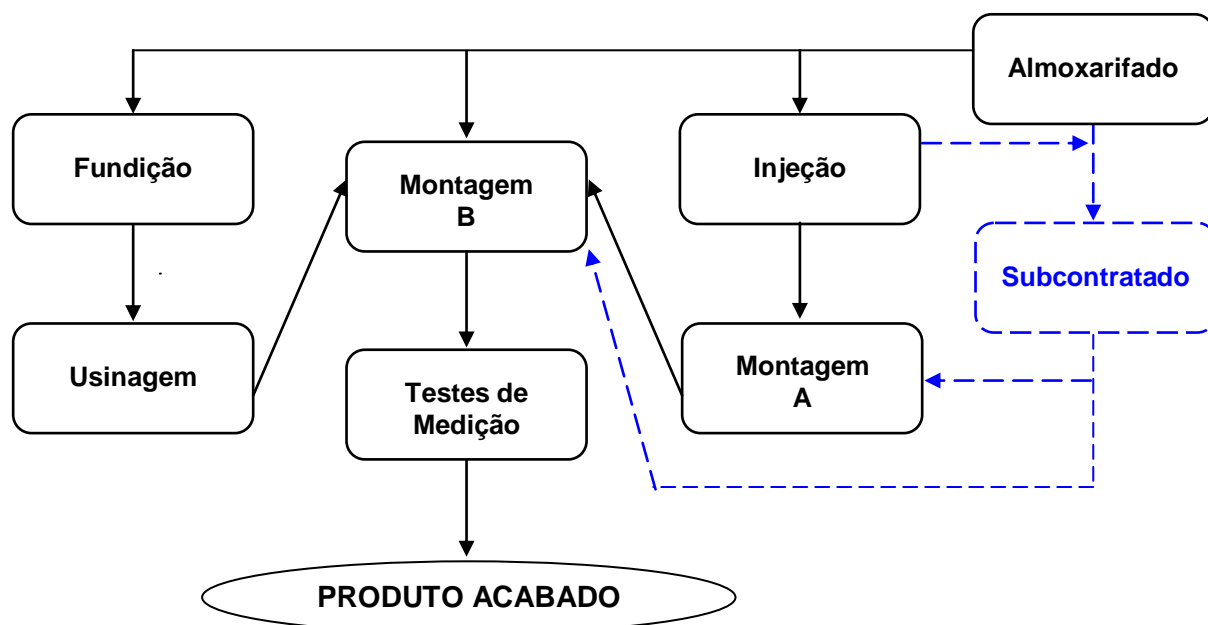 Almoxarifado
Fundição
Montagem
B
Injeção
Subcontratado
Usinagem
Testes de
Medição
Montagem
A
PRODUTO ACABADO